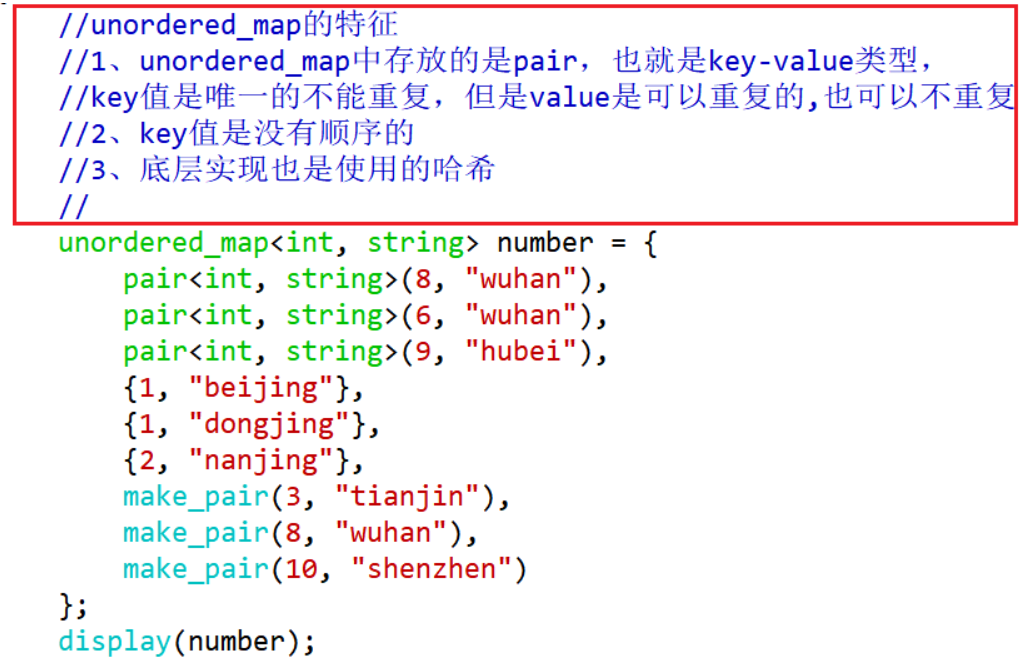 //unordered_map的特征
//1、unordered_map中存放的是pair，也就是key-value类型，
//key值是唯一的不能重复，但是value是可以重复的,也可以不重复
//2、key值是没有顺序的
//3、底层实现也是使用的哈希
//
unordered_map<int, string> number = {
    pair<int, string>(8, "wuhan"),
    pair<int, string>(6, "wuhan"),
    pair<int, string>(9, "hubei"),
    {1, "beijing"},
    {1, "dongjing"},
    {2, "nanjing"},
    make_pair(3, "tianjin"),
    make_pair(8, "wuhan"),
    make_pair(10, "shenzhen")
};
display(number);